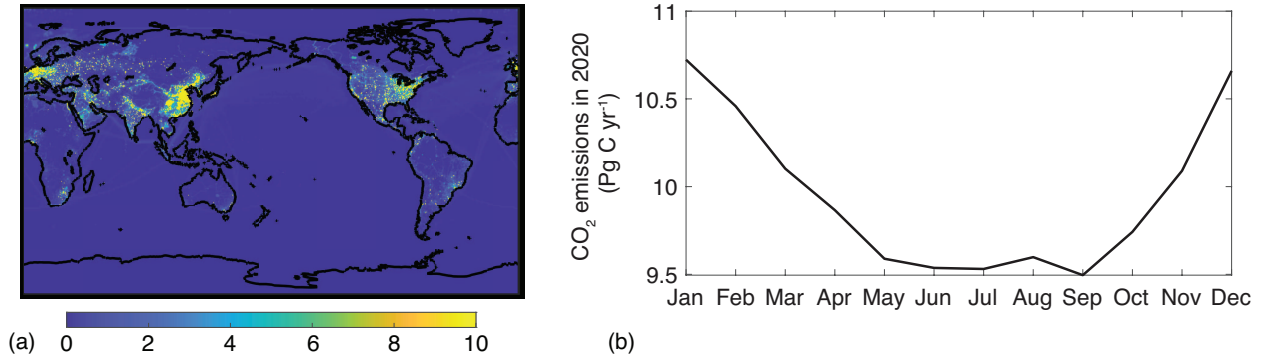 (a)
0 2 4 6 8 10
CO₂ emissions in 2020
(Pg C yr⁻¹)
11
10.5
10
9.5
Jan Feb Mar Apr May Jun Jul Aug Sep Oct Nov Dec
(b)